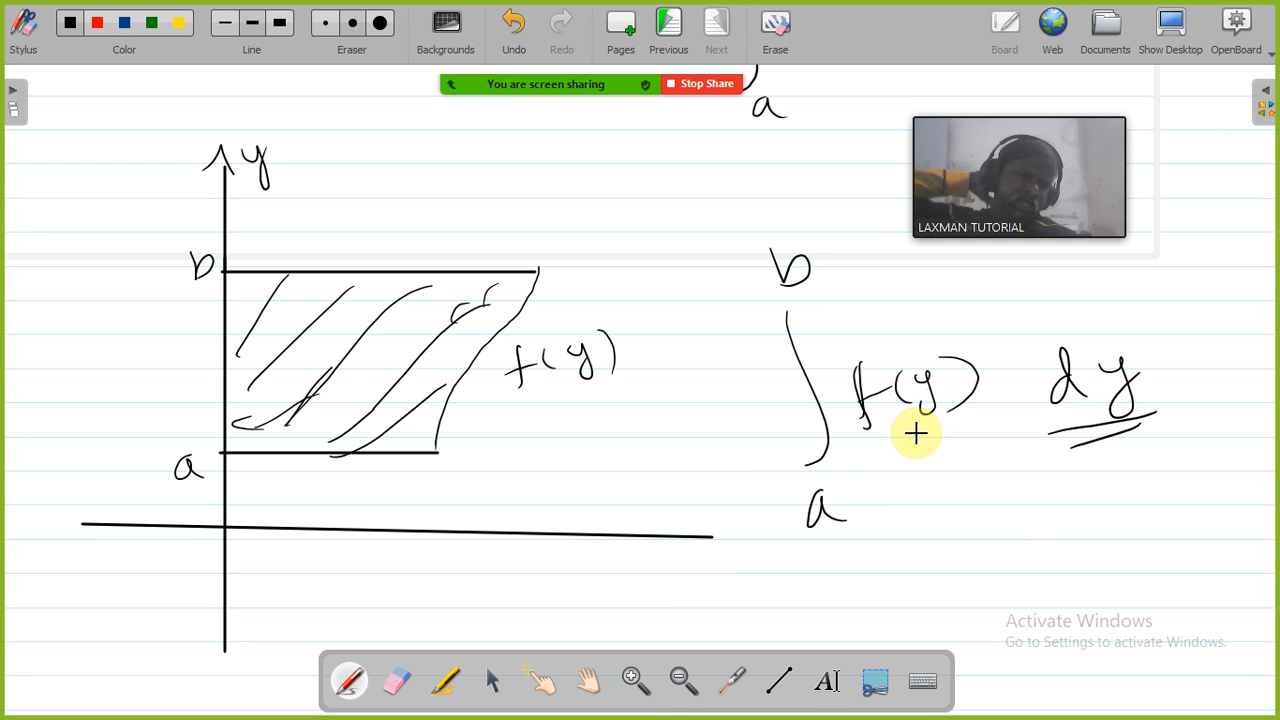 Stylus
Color
Line
Eraser
Backgrounds
Undo
Redo
Pages
Previous
Next
Erase
Board
Web
Documents
Show Desktop
OpenBoard
You are screen sharing
Stop Share
a
LAXMAN TUTORIAL
y
b
f(y)
a
b
∫ f(y) dy
a
Activate Windows
Go to Settings to activate Windows.